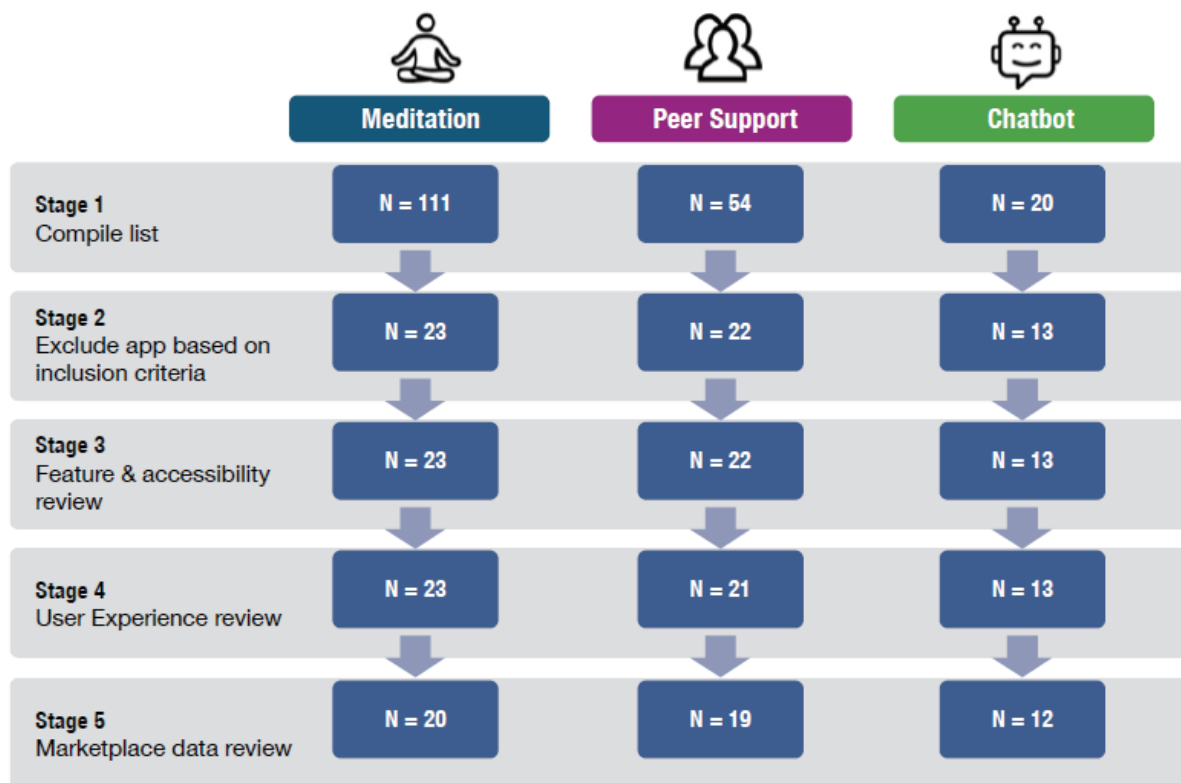 Meditation
Peer Support
Chatbot
Stage 1
Compile list
N = 111
N = 54
N = 20
Stage 2
Exclude app based on
inclusion criteria
N = 23
N = 22
N = 13
Stage 3
Feature & accessibility
review
N = 23
N = 22
N = 13
Stage 4
User Experience review
N = 23
N = 21
N = 13
Stage 5
Marketplace data review
N = 20
N = 19
N = 12